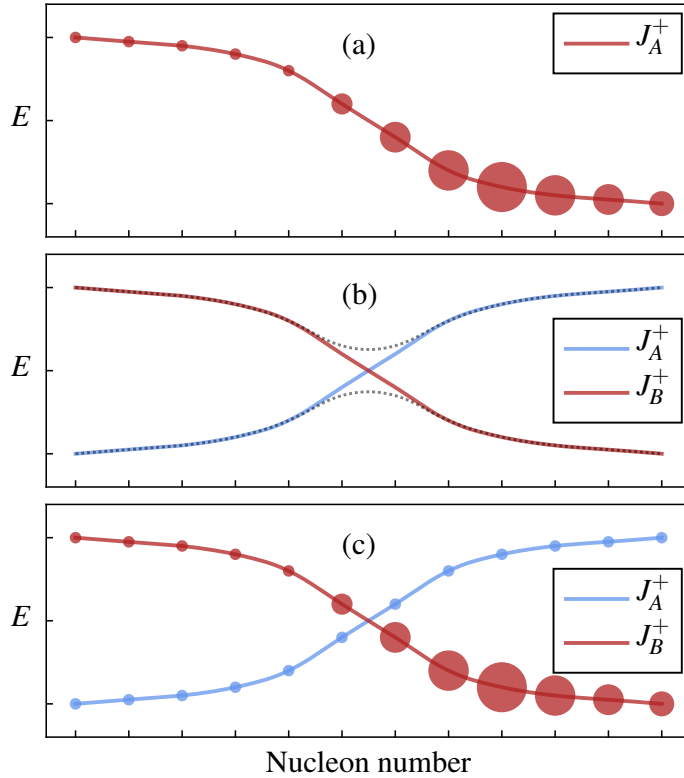 (a)
J_A^+
E
(b)
J_A^+
J_B^+
E
(c)
J_A^+
J_B^+
E
Nucleon number